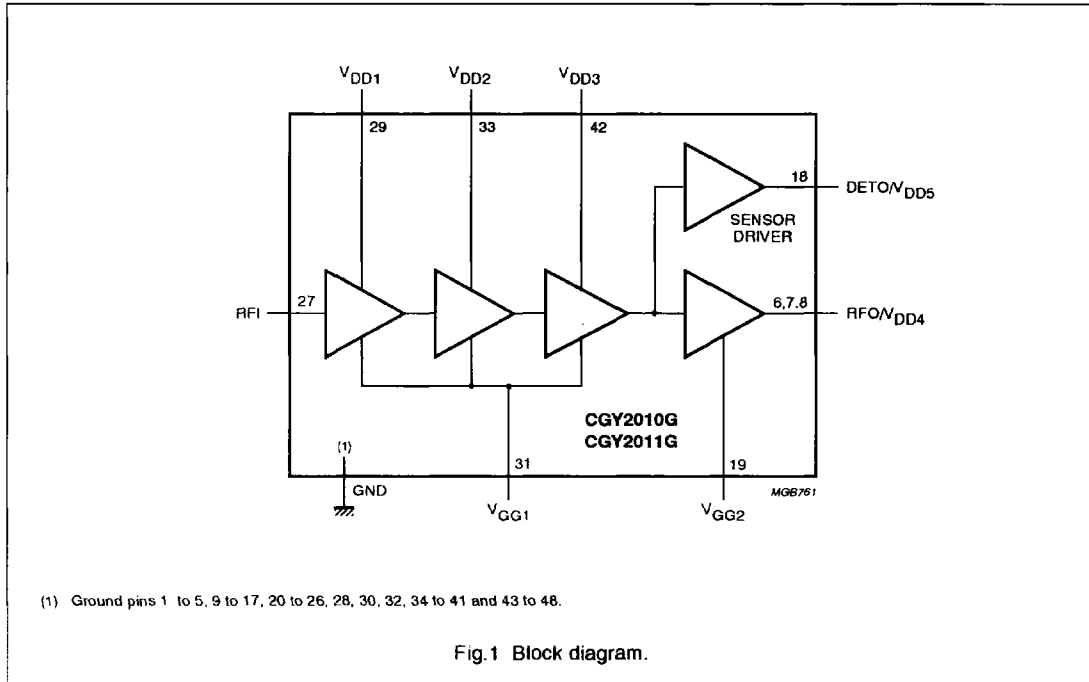 VDD1 VDD2 VDD3
29 33 42
18 DETO/VDD5
SENSOR
DRIVER
RFI 27 6,7,8 RFO/VDD4
CGY2010G
CGY2011G
(1)
31 19
GND MGB761
VGG1 VGG2
(1) Ground pins 1 to 5, 9 to 17, 20 to 26, 28, 30, 32, 34 to 41 and 43 to 48.
Fig.1 Block diagram.